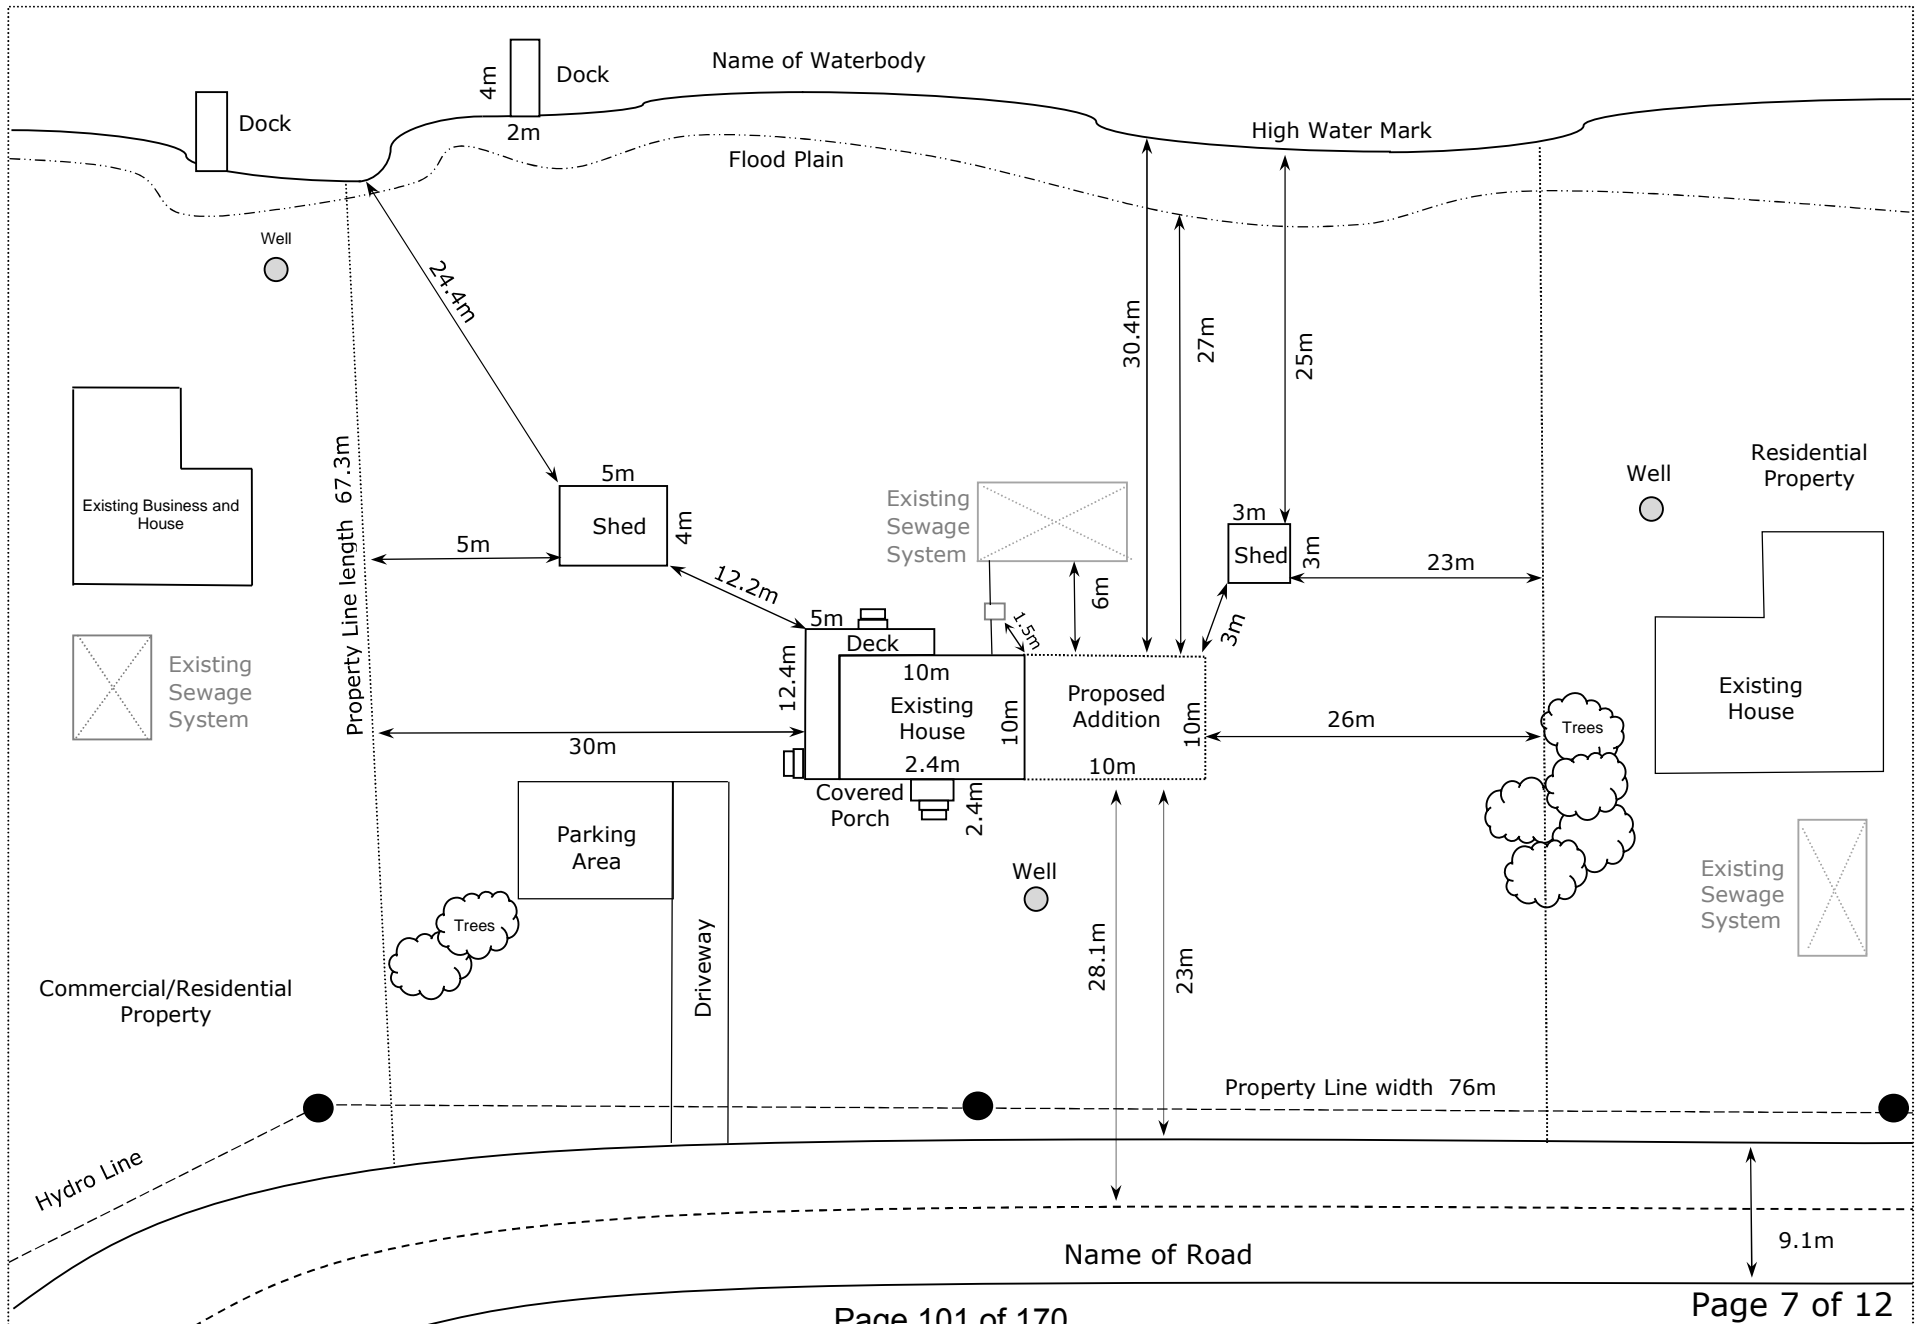 Name of Waterbody
4m
Dock
Dock
2m
High Water Mark
Flood Plain
Well
24.4m
30.4m
27m
25m
Property Line length 67.3m
Existing Business and
House
5m
Shed
4m
5m
12.2m
Existing
Sewage
System
6m
1.5m
3m
Shed
3m
23m
3m
Well
Residential
Property
Existing
Sewage
System
5m
Deck
12.4m
10m
Existing
House
10m
2.4m
Proposed
Addition
10m
10m
30m
26m
Trees
Existing
House
Covered
Porch
2.4m
Parking
Area
Well
Trees
Driveway
28.1m
23m
Existing
Sewage
System
Commercial/Residential
Property
Property Line width 76m
Hydro Line
Name of Road
9.1m
Page 7 of 12
Page 101 of 170